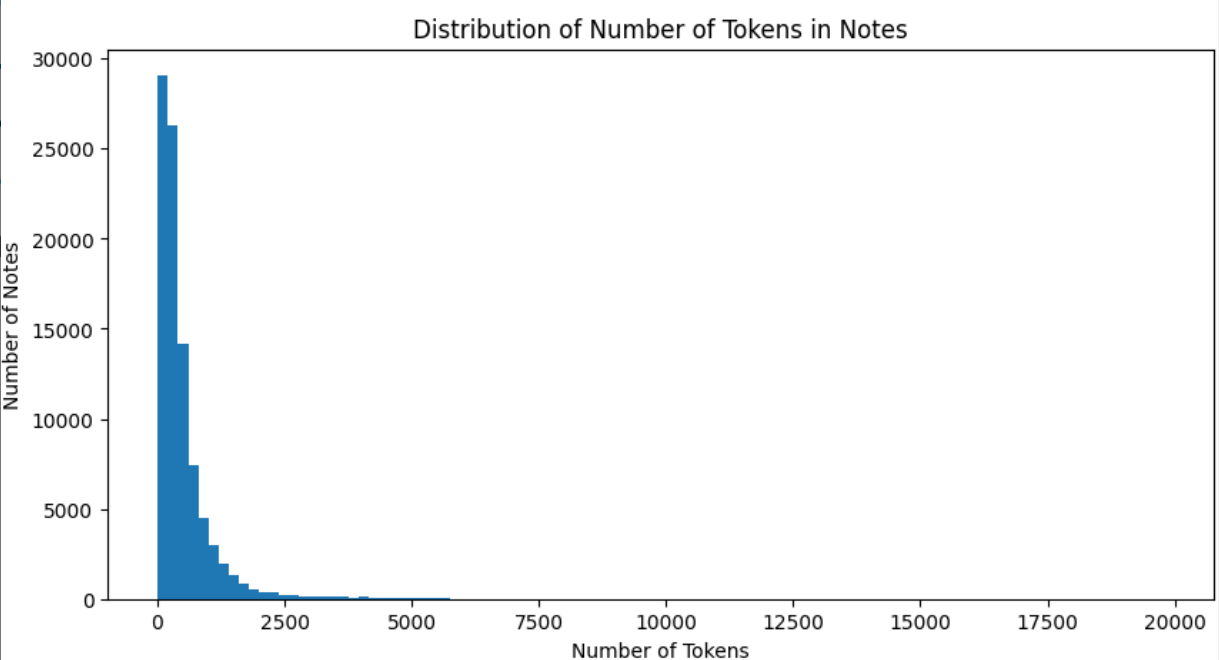 Distribution of Number of Tokens in Notes
30000
25000
20000
15000
10000
5000
0
Number of Notes
0 2500 5000 7500 10000 12500 15000 17500 20000
Number of Tokens